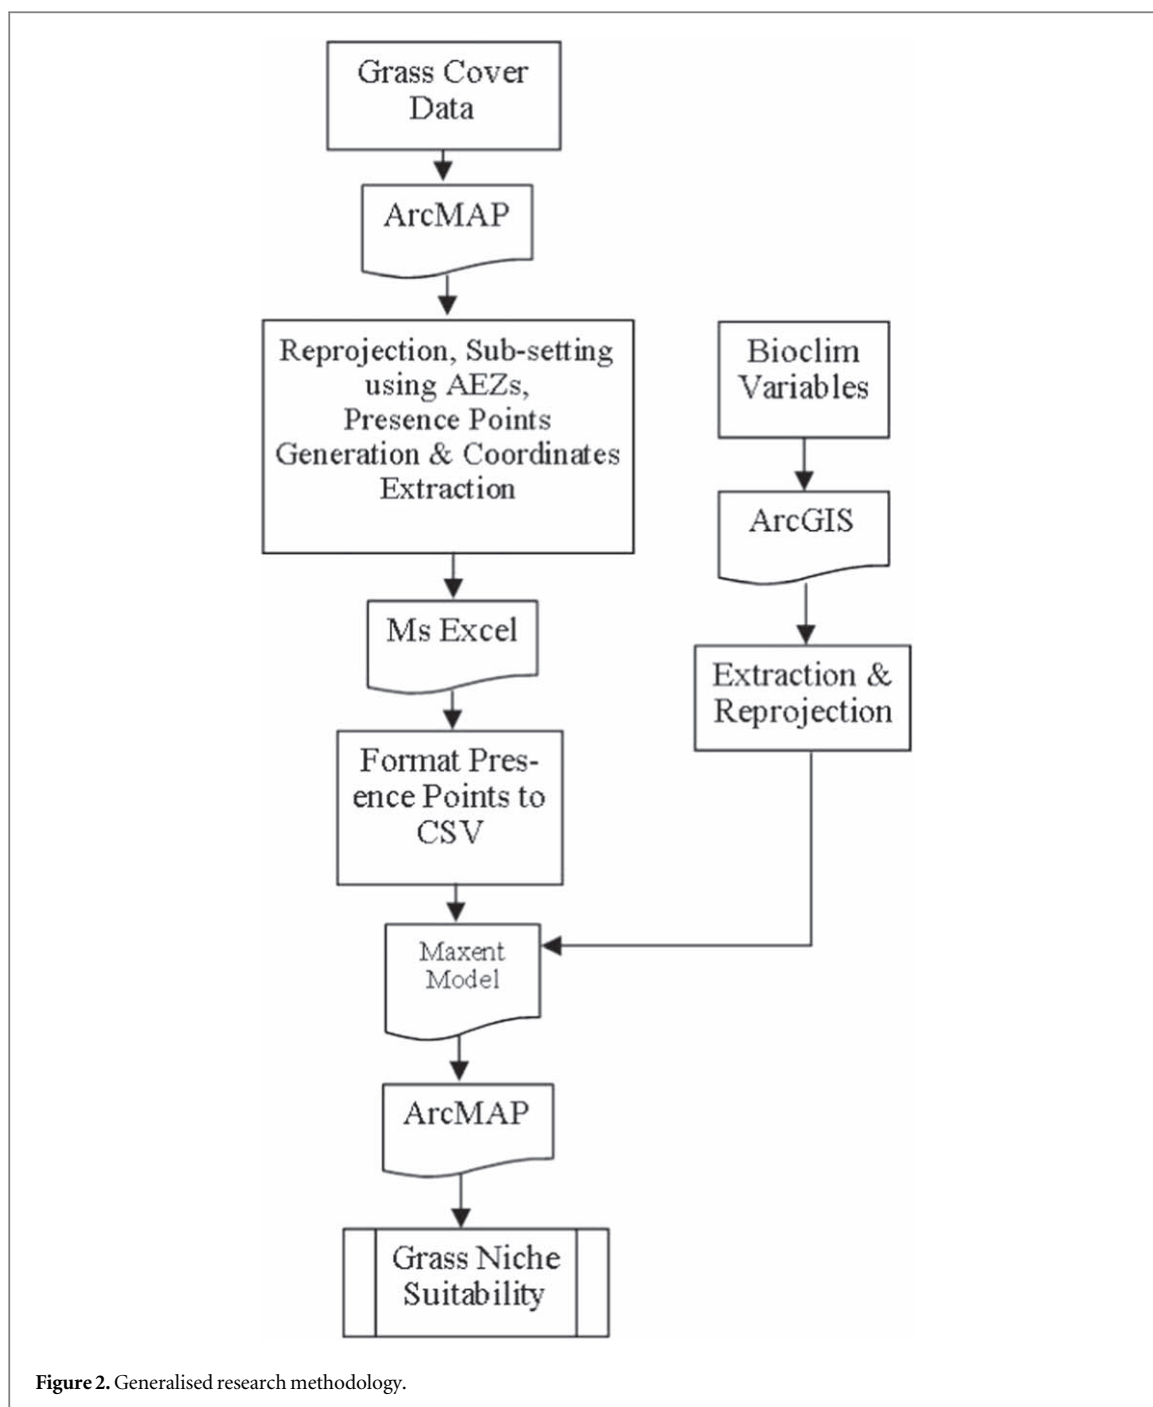 Grass Cover
Data
ArcMAP
Reprojection, Sub-setting
using AEZs,
Presence Points
Generation & Coordinates
Extraction
Ms Excel
Format Pres-
ence Points to
CSV
Bioclim
Variables
ArcGIS
Extraction &
Reprojection
Maxent
Model
ArcMAP
Grass Niche
Suitability
Figure 2. Generalised research methodology.